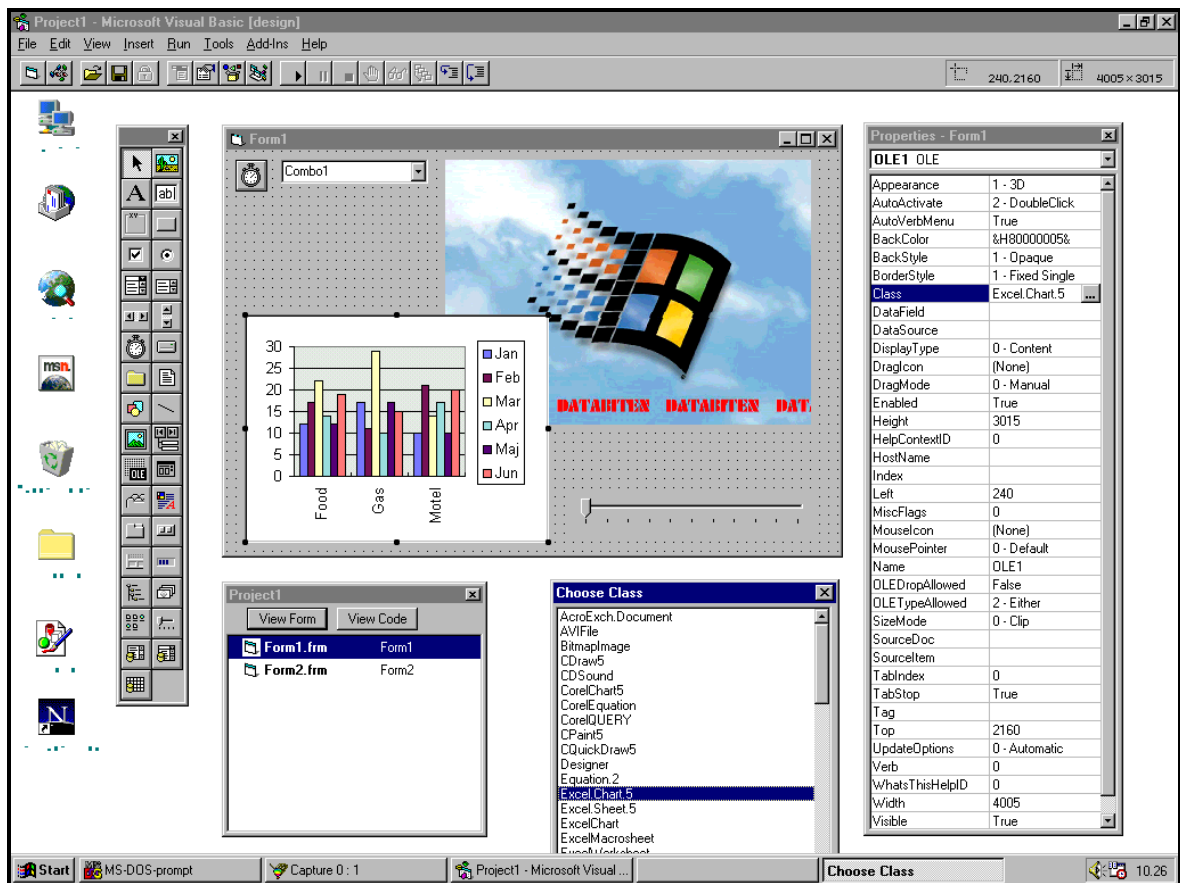 Project1 - Microsoft Visual Basic [design]
File Edit View Insert Run Tools Add-Ins Help
240,2160 4005×3015
msn.
N
Form1
Combo1
DATABITEN DATABITEN DAT
30
25
20
15
10
5
0
Food
Gas
Motel
Jan
Feb
Mar
Apr
Maj
Jun
A ab|
XY
OLE
Project1
View Form View Code
Form1.frm Form1
Form2.frm Form2
Choose Class
AcroExch.Document
AVIFile
BitmapImage
CDraw5
CDSound
CorelChart5
CorelEquation
CorelQUERY
CPaint5
CQuickDraw5
Designer
Equation.2
Excel.Chart.5
Excel.Sheet.5
ExcelChart
ExcelMacrosheet
ExcelWorksheet
Properties - Form1
OLE1 OLE
Appearance 1 - 3D
AutoActivate 2 - DoubleClick
AutoVerbMenu True
BackColor &H80000005&
BackStyle 1 - Opaque
BorderStyle 1 - Fixed Single
Class Excel.Chart.5 ...
DataField
DataSource
DisplayType 0 - Content
DragIcon (None)
DragMode 0 - Manual
Enabled True
Height 3015
HelpContextID 0
HostName
Index
Left 240
MiscFlags 0
MouseIcon (None)
MousePointer 0 - Default
Name OLE1
OLEDropAllowed False
OLETypeAllowed 2 - Either
SizeMode 0 - Clip
SourceDoc
SourceItem
TabIndex 0
TabStop True
Tag
Top 2160
UpdateOptions 0 - Automatic
Verb 0
WhatsThisHelpID 0
Width 4005
Visible True
Start MS-DOS-prompt Capture 0 : 1 Project1 - Microsoft Visual ... Choose Class 10.26